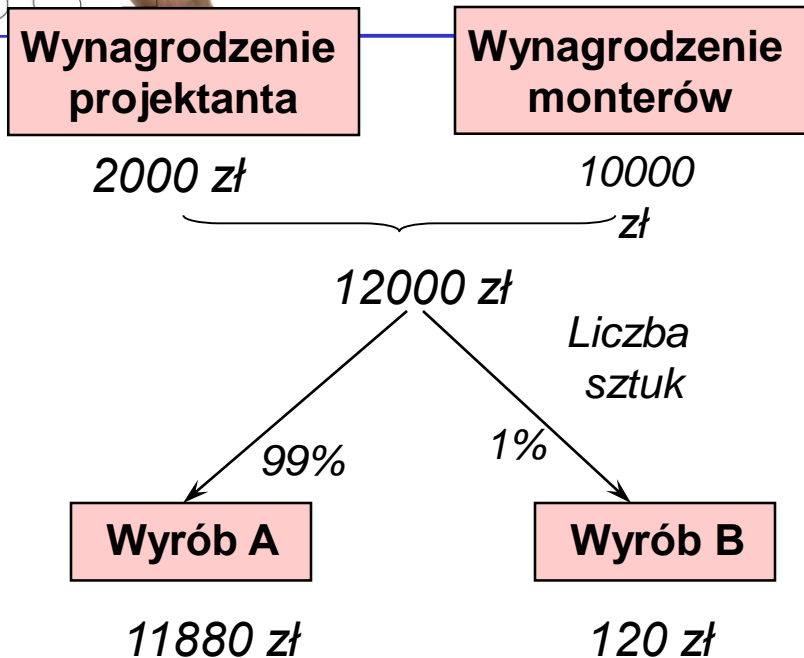 Wynagrodzenie
projektanta
Wynagrodzenie
monterów
2000 zł
10000
zł
12000 zł
Liczba
sztuk
99%
1%
Wyrób A
Wyrób B
11880 zł
120 zł